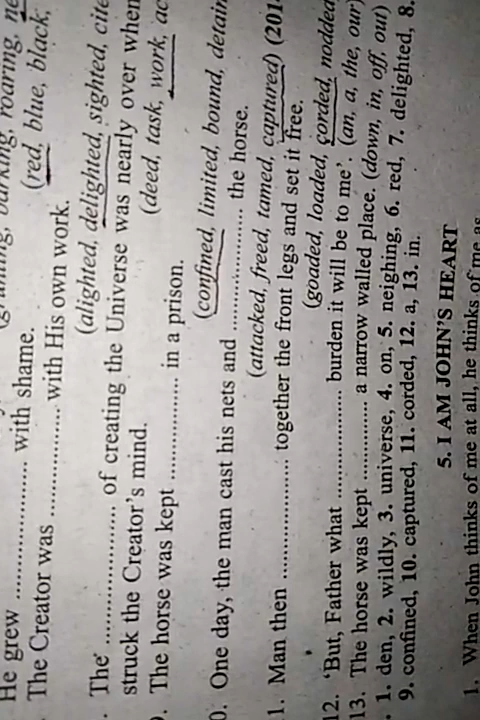 barking, roaring,
He grew .................... with shame. (red, blue, black,
The Creator was .................... with His own work.
(alighted, delighted, sighted, cite
The .................... of creating the Universe was nearly over when
struck the Creator's mind. (deed, task, work, ac
The horse was kept .................... in a prison.
(confined, limited, bound, detain
0. One day, the man cast his nets and .................... the horse.
(attacked, freed, tamed, captured) (201
1. Man then .................... together the front legs and set it free.
(goaded, loaded, corded, nodded
12. 'But, Father what .................... burden it will be to me'. (an, a, the, our)
13. The horse was kept .................... a narrow walled place. (down, in, off, out)
1. den, 2. wildly, 3. universe, 4. on, 5. neighing, 6. red, 7. delighted, 8.
9. confined, 10. captured, 11. corded, 12. a, 13. in.
5. I AM JOHN'S HEART
1. When John thinks of me at all, he thinks of me as